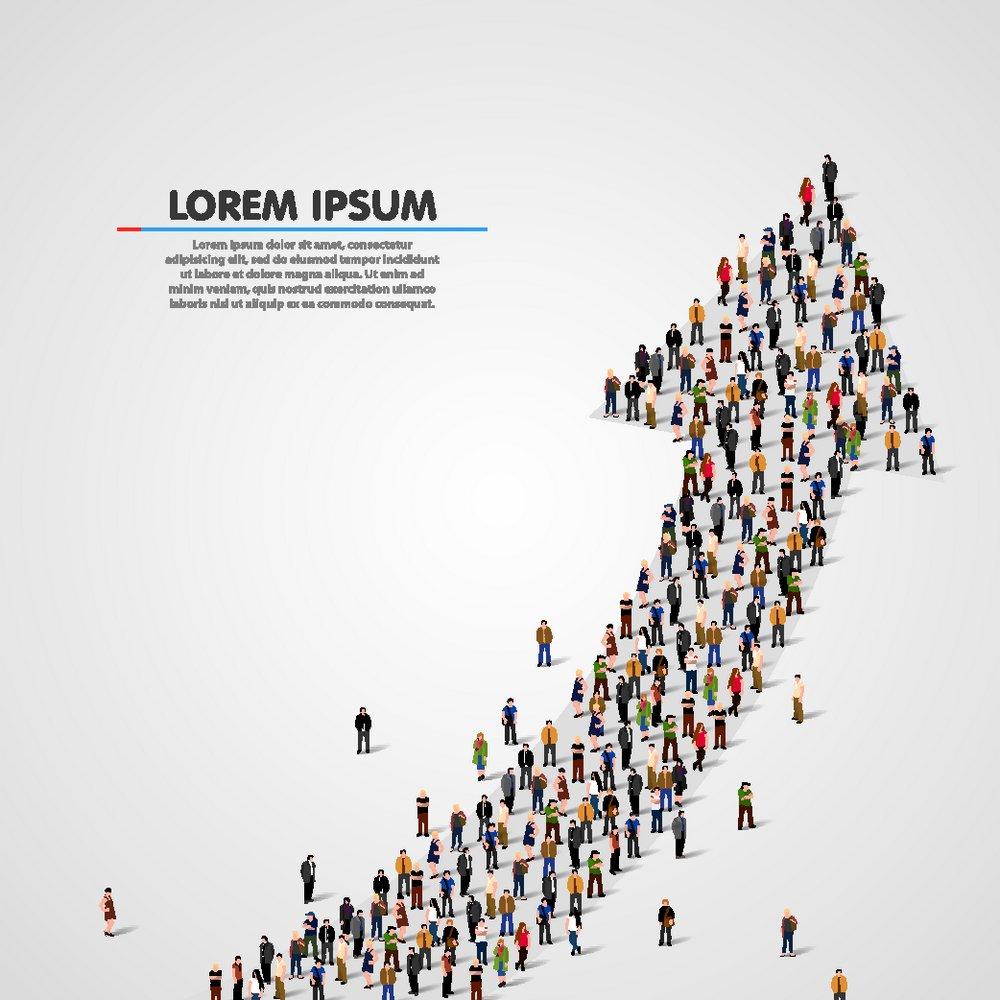 LOREM IPSUM
Lorem ipsum dolor sit amet, consectetur
adipisicing elit, sed do eiusmod tempor incididunt
ut labore et dolore magna aliqua. Ut enim ad
minim veniam, quis nostrud exercitation ullamco
laboris nisi ut aliquip ex ea commodo consequat.